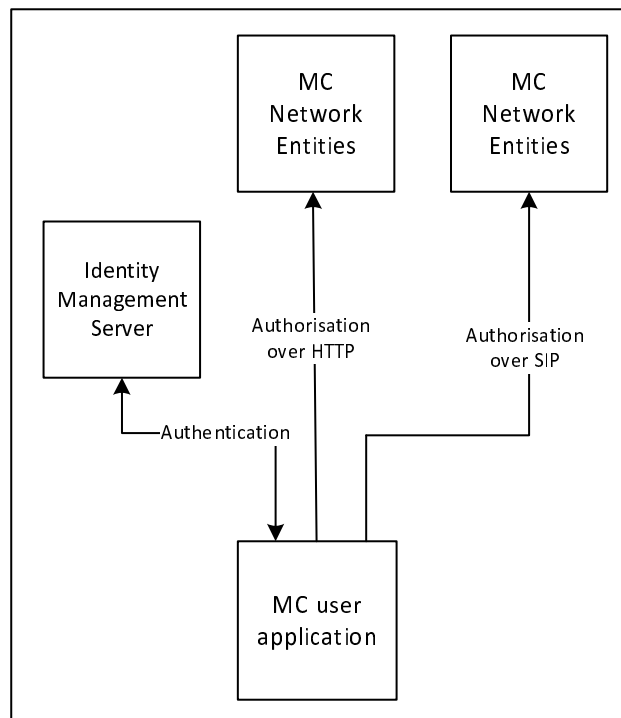 MC
Network
Entities
MC
Network
Entities
Identity
Management
Server
Authorisation
over HTTP
Authorisation
over SIP
Authentication
MC user
application